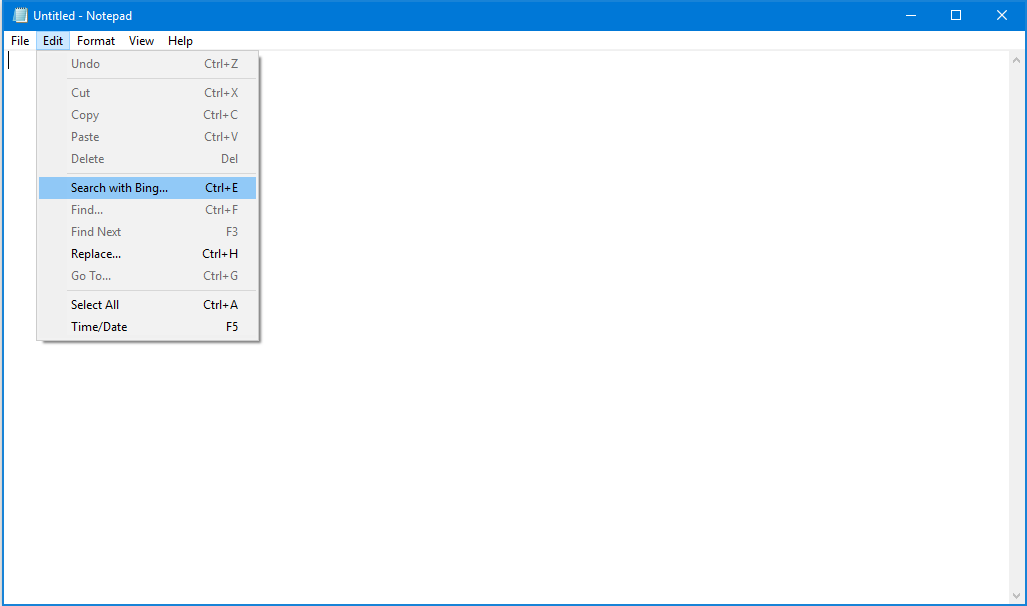 Untitled - Notepad
File Edit Format View Help
Undo Ctrl+Z
Cut Ctrl+X
Copy Ctrl+C
Paste Ctrl+V
Delete Del
Search with Bing... Ctrl+E
Find... Ctrl+F
Find Next F3
Replace... Ctrl+H
Go To... Ctrl+G
Select All Ctrl+A
Time/Date F5